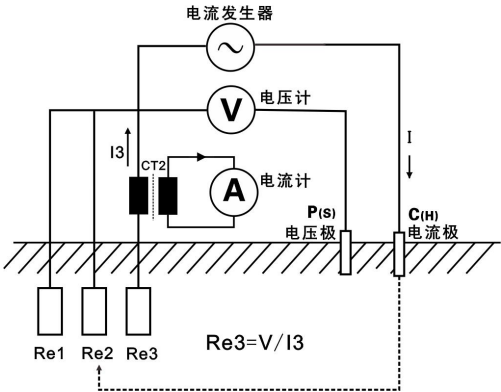 电流发生器
V
电压计
I3
CT2
A
电流计
I
P(S)
电压极
C(H)
电流极
Re1
Re2
Re3
Re3=V/I3